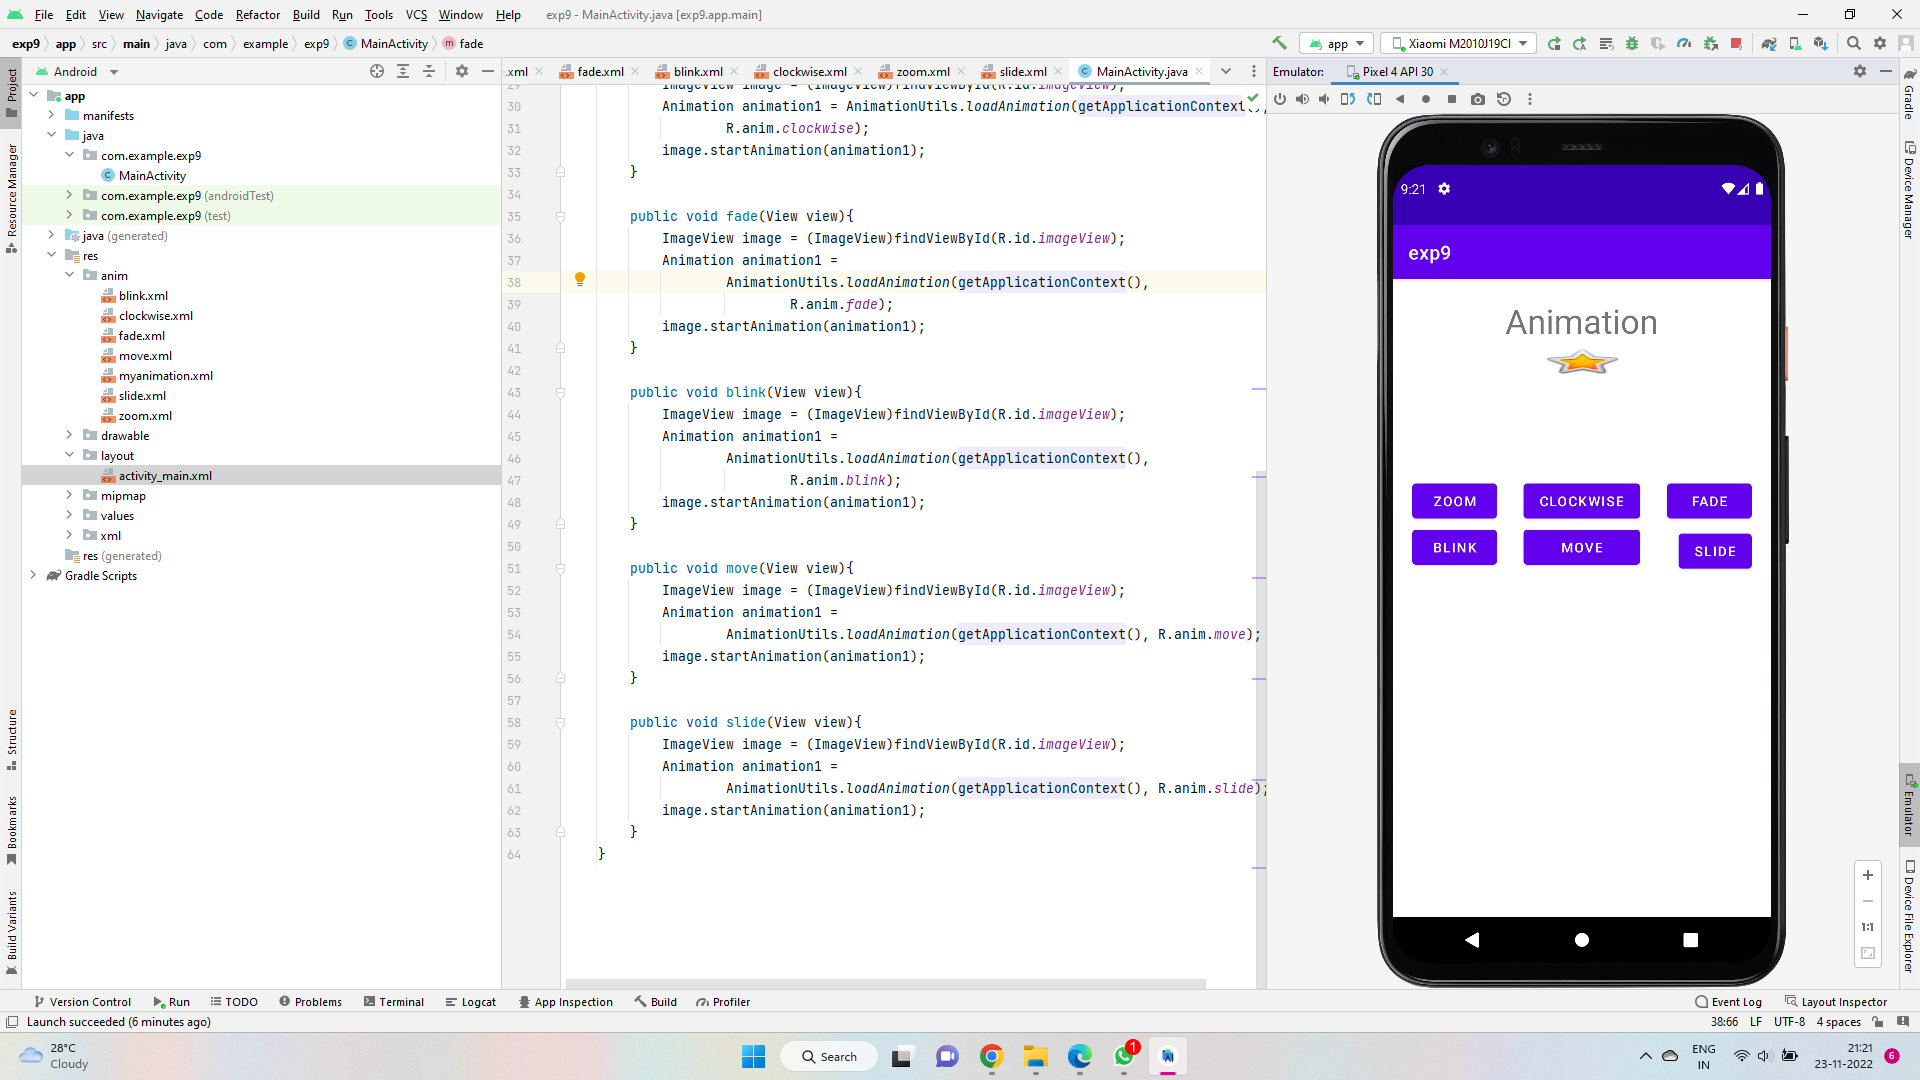 File Edit View Navigate Code Refactor Build Run Tools VCS Window Help exp9 - MainActivity.java [exp9.app.main]
exp9 app src main java com example exp9 MainActivity fade
app Xiaomi M2010J19CI
Android
.xml fade.xml blink.xml clockwise.xml zoom.xml slide.xml MainActivity.java
Emulator: Pixel 4 API 30
Project
Resource Manager
Structure
Bookmarks
Build Variants
app
manifests
java
com.example.exp9
MainActivity
com.example.exp9 (androidTest)
com.example.exp9 (test)
java (generated)
res
anim
blink.xml
clockwise.xml
fade.xml
move.xml
myanimation.xml
slide.xml
zoom.xml
drawable
layout
activity_main.xml
mipmap
values
xml
res (generated)
Gradle Scripts
29 ImageView image = (ImageView)findViewById(R.id.imageView);
30 Animation animation1 = AnimationUtils.loadAnimation(getApplicationContext(),
31 R.anim.clockwise);
32 image.startAnimation(animation1);
33 }
34
35 public void fade(View view){
36 ImageView image = (ImageView)findViewById(R.id.imageView);
37 Animation animation1 =
38 AnimationUtils.loadAnimation(getApplicationContext(),
39 R.anim.fade);
40 image.startAnimation(animation1);
41 }
42
43 public void blink(View view){
44 ImageView image = (ImageView)findViewById(R.id.imageView);
45 Animation animation1 =
46 AnimationUtils.loadAnimation(getApplicationContext(),
47 R.anim.blink);
48 image.startAnimation(animation1);
49 }
50
51 public void move(View view){
52 ImageView image = (ImageView)findViewById(R.id.imageView);
53 Animation animation1 =
54 AnimationUtils.loadAnimation(getApplicationContext(), R.anim.move);
55 image.startAnimation(animation1);
56 }
57
58 public void slide(View view){
59 ImageView image = (ImageView)findViewById(R.id.imageView);
60 Animation animation1 =
61 AnimationUtils.loadAnimation(getApplicationContext(), R.anim.slide);
62 image.startAnimation(animation1);
63 }
64 }
9:21
exp9
Animation
ZOOM CLOCKWISE FADE
BLINK MOVE SLIDE
1:1
Gradle
Device Manager
Emulator
Device File Explorer
Version Control Run TODO Problems Terminal Logcat App Inspection Build Profiler Event Log Layout Inspector
Launch succeeded (6 minutes ago) 38:66 LF UTF-8 4 spaces
28°C
Cloudy
Search
1
ENG
IN
21:21
23-11-2022
6